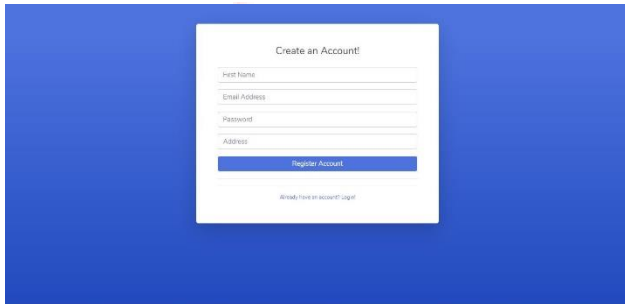 Create an Account!
First Name
Email Address
Password
Address
Register Account
Already have an account? Login!